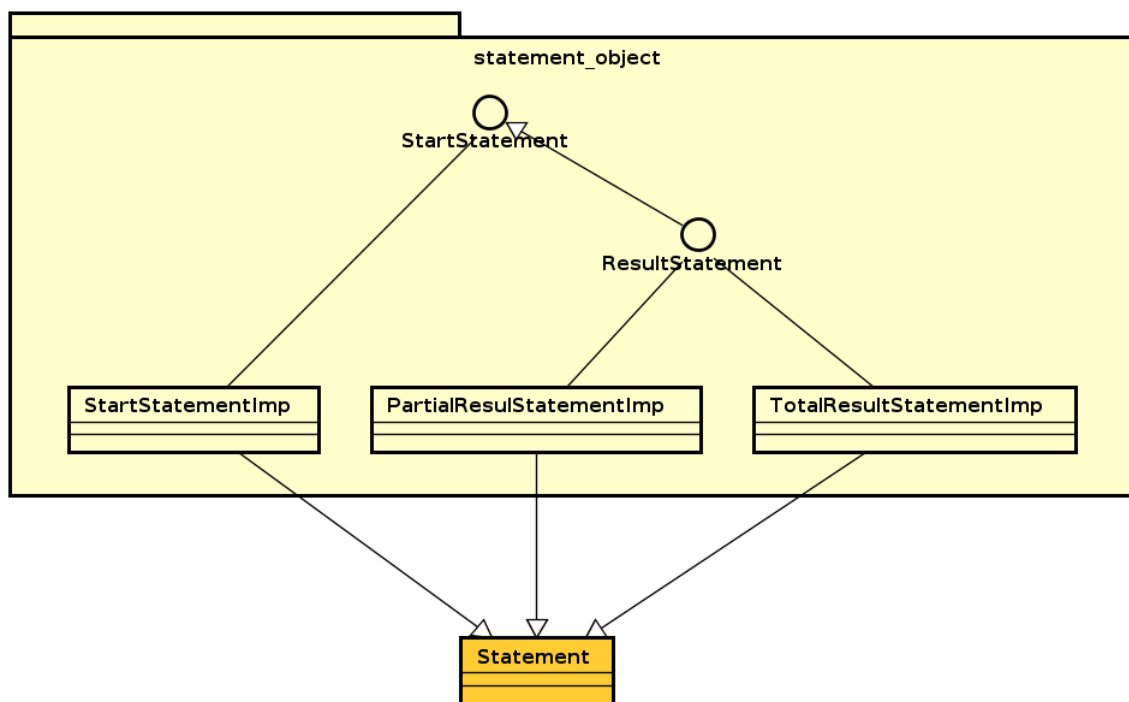 statement_object
StartStatement
ResultStatement
StartStatementImp
PartialResulStatementImp
TotalResultStatementImp
Statement